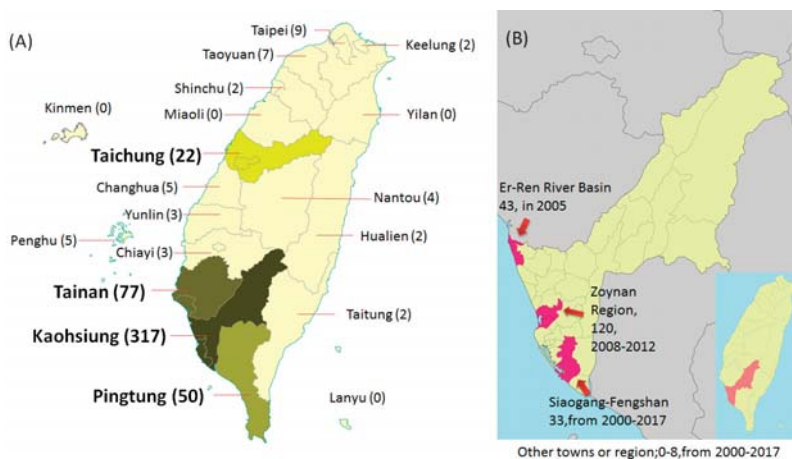 (A)
Taipei (9)
Taoyuan (7)
Keelung (2)
Shinchu (2)
Kinmen (0)
Miaoli (0)
Yilan (0)
Taichung (22)
Changhua (5)
Nantou (4)
Yunlin (3)
Penghu (5)
Hualien (2)
Chiayi (3)
Tainan (77)
Taitung (2)
Kaohsiung (317)
Pingtung (50)
Lanyu (0)
(B)
Er-Ren River Basin
43, in 2005
Zoynan
Region,
120,
2008-2012
Siaogang-Fengshan
33,from 2000-2017
Other towns or region;0-8,from 2000-2017